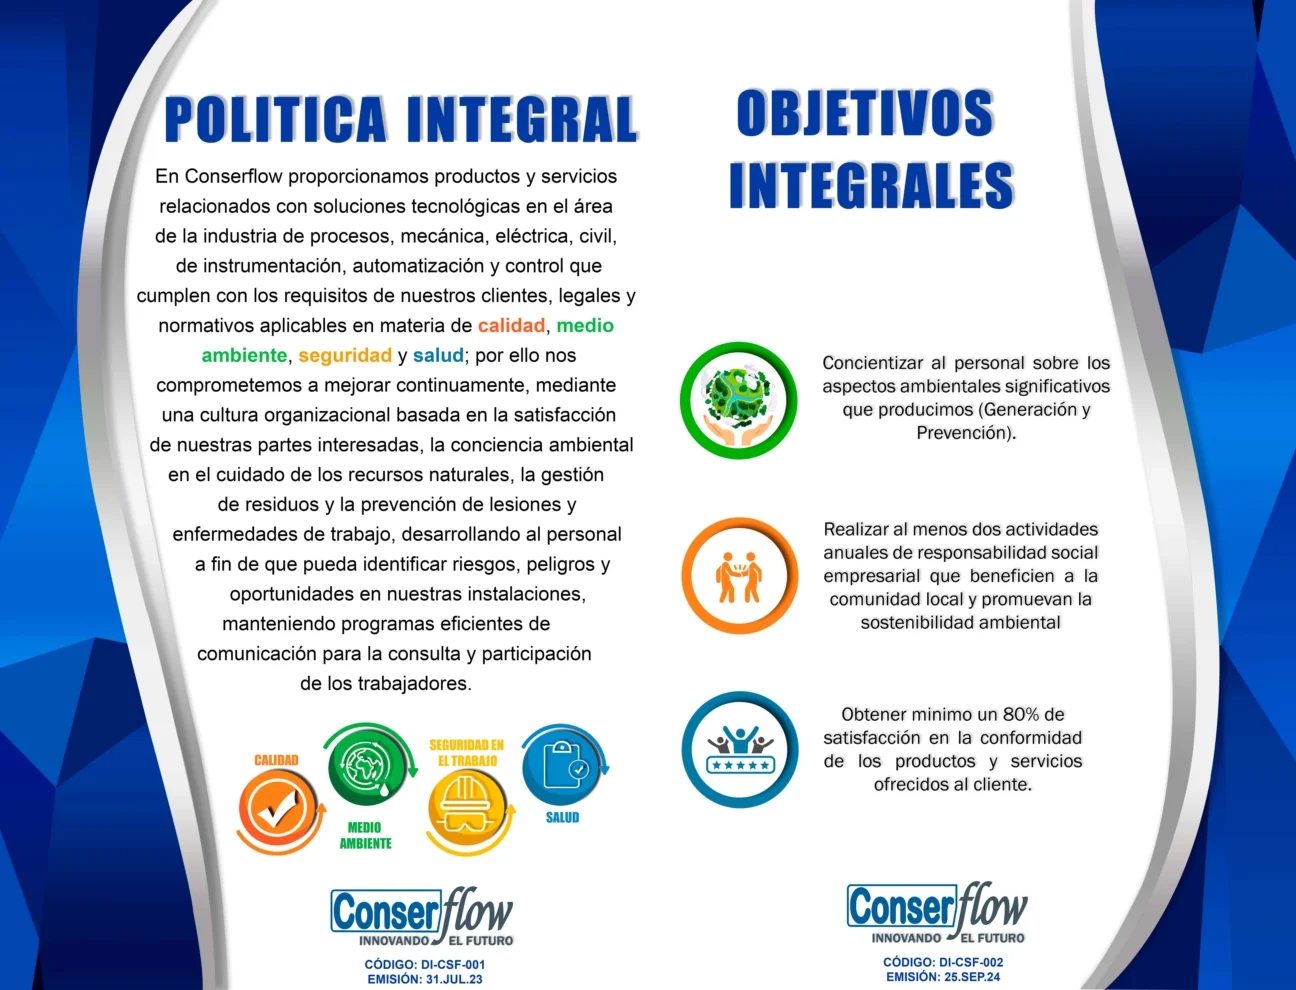 POLITICA INTEGRAL
En Conserflow proporcionamos productos y servicios
relacionados con soluciones tecnológicas en el área
de la industria de procesos, mecánica, eléctrica, civil,
de instrumentación, automatización y control que
cumplen con los requisitos de nuestros clientes, legales y
normativos aplicables en materia de calidad, medio
ambiente, seguridad y salud; por ello nos
comprometemos a mejorar continuamente, mediante
una cultura organizacional basada en la satisfacción
de nuestras partes interesadas, la conciencia ambiental
en el cuidado de los recursos naturales, la gestión
de residuos y la prevención de lesiones y
enfermedades de trabajo, desarrollando al personal
a fin de que pueda identificar riesgos, peligros y
oportunidades en nuestras instalaciones,
manteniendo programas eficientes de
comunicación para la consulta y participación
de los trabajadores.
CALIDAD
MEDIO
AMBIENTE
SEGURIDAD EN
EL TRABAJO
SALUD
Conserflow
INNOVANDO EL FUTURO
CÓDIGO: DI-CSF-001
EMISIÓN: 31.JUL.23
OBJETIVOS
INTEGRALES
Concientizar al personal sobre los
aspectos ambientales significativos
que producimos (Generación y
Prevención).
Realizar al menos dos actividades
anuales de responsabilidad social
empresarial que beneficien a la
comunidad local y promuevan la
sostenibilidad ambiental
Obtener minimo un 80% de
satisfacción en la conformidad
de los productos y servicios
ofrecidos al cliente.
Conserflow
INNOVANDO EL FUTURO
CÓDIGO: DI-CSF-002
EMISIÓN: 25.SEP.24